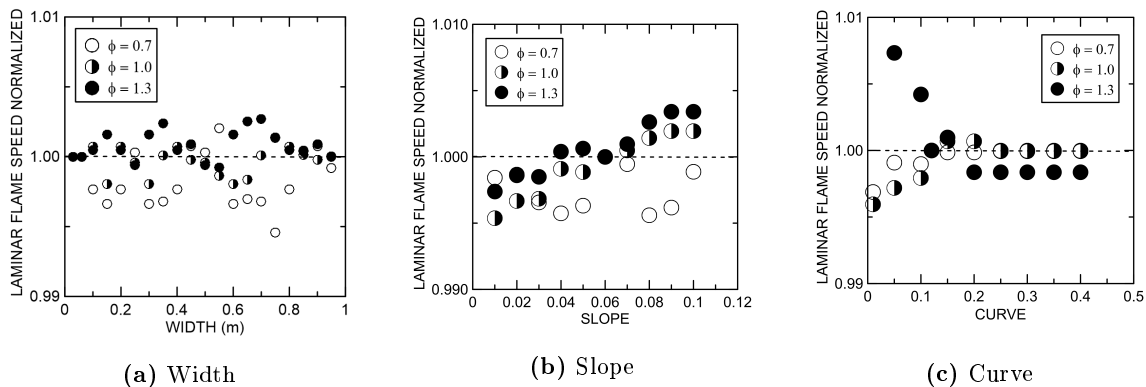 LAMINAR FLAME SPEED NORMALIZED
1.01
1.00
0.99
ϕ = 0.7
ϕ = 1.0
ϕ = 1.3
0 0.2 0.4 0.6 0.8 1
WIDTH (m)
(a) Width
LAMINAR FLAME SPEED NORMALIZED
1.010
1.000
0.990
ϕ = 0.7
ϕ = 1.0
ϕ = 1.3
0.02 0.04 0.06 0.08 0.10 0.12
SLOPE
(b) Slope
LAMINAR FLAME SPEED NORMALIZED
1.01
1.00
0.99
ϕ = 0.7
ϕ = 1.0
ϕ = 1.3
0 0.1 0.2 0.3 0.4 0.5
CURVE
(c) Curve